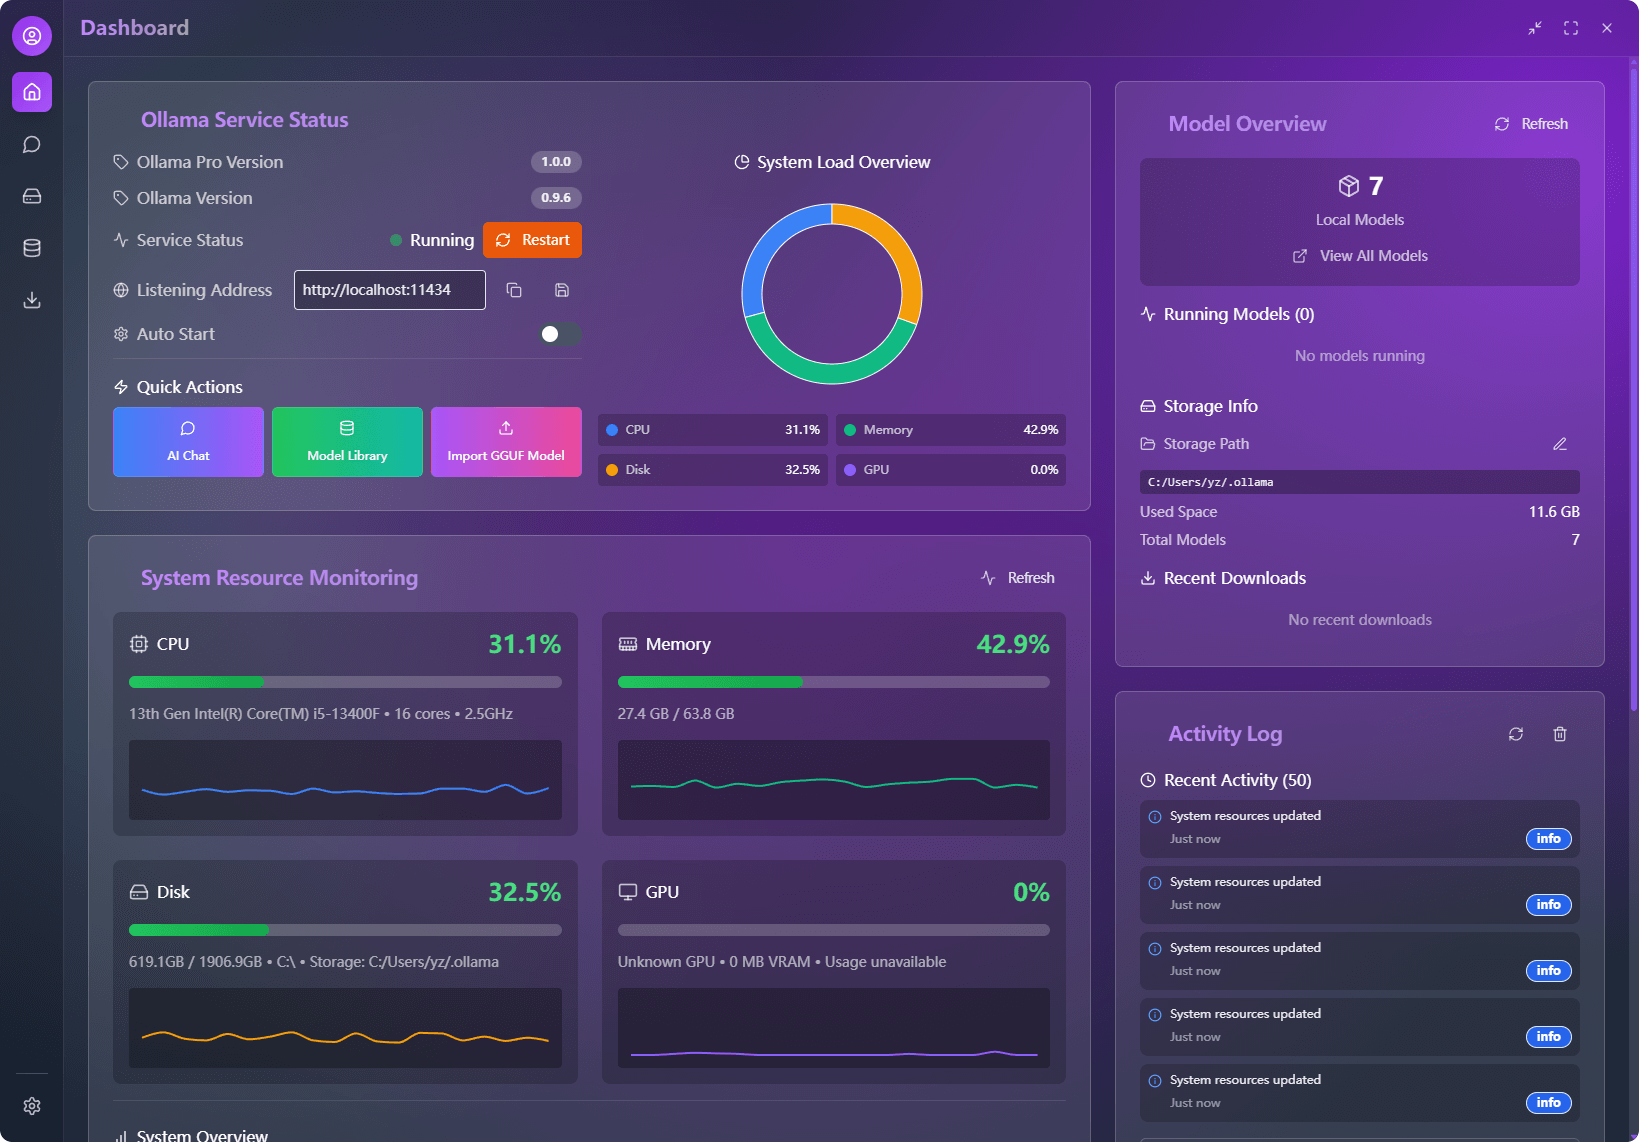 Dashboard
Ollama Service Status
Ollama Pro Version 1.0.0
Ollama Version 0.9.6
Service Status Running Restart
Listening Address http://localhost:11434
Auto Start
Quick Actions
AI Chat Model Library Import GGUF Model
System Load Overview
CPU 31.1% Memory 42.9%
Disk 32.5% GPU 0.0%
System Resource Monitoring Refresh
CPU 31.1%
13th Gen Intel(R) Core(TM) i5-13400F • 16 cores • 2.5GHz
Memory 42.9%
27.4 GB / 63.8 GB
Disk 32.5%
619.1GB / 1906.9GB • C:\ • Storage: C:/Users/yz/.ollama
GPU 0%
Unknown GPU • 0 MB VRAM • Usage unavailable
System Overview
Model Overview Refresh
7
Local Models
View All Models
Running Models (0)
No models running
Storage Info
Storage Path
C:/Users/yz/.ollama
Used Space 11.6 GB
Total Models 7
Recent Downloads
No recent downloads
Activity Log
Recent Activity (50)
System resources updated
Just now info
System resources updated
Just now info
System resources updated
Just now info
System resources updated
Just now info
System resources updated
Just now info